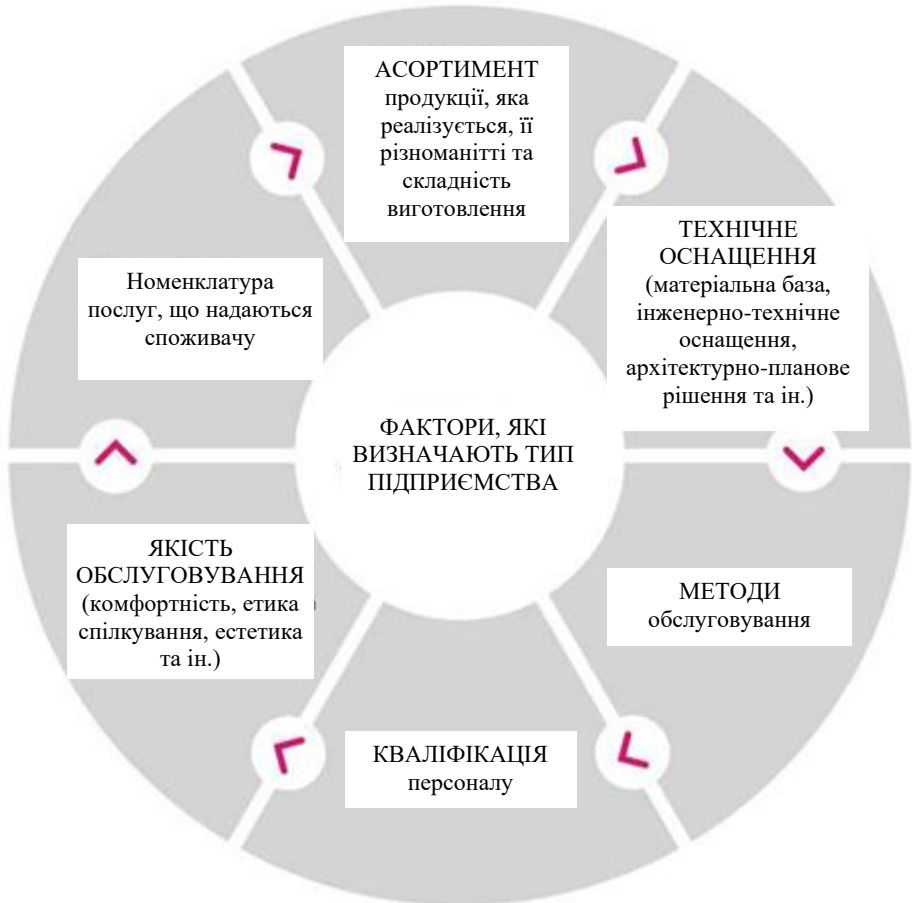 АСОРТИМЕНТ
продукції, яка
реалізується, її
різноманітті та
складність
виготовлення
ТЕХНІЧНЕ
ОСНАЩЕННЯ
(матеріальна база,
інженерно-технічне
оснащення,
архітектурно-планове
рішення та ін.)
МЕТОДИ
обслуговування
КВАЛІФІКАЦІЯ
персоналу
ЯКІСТЬ
ОБСЛУГОВУВАННЯ
(комфортність, етика
спілкування, естетика
та ін.)
Номенклатура
послуг, що надаються
споживачу
ФАКТОРИ, ЯКІ
ВИЗНАЧАЮТЬ ТИП
ПІДПРИЄМСТВА